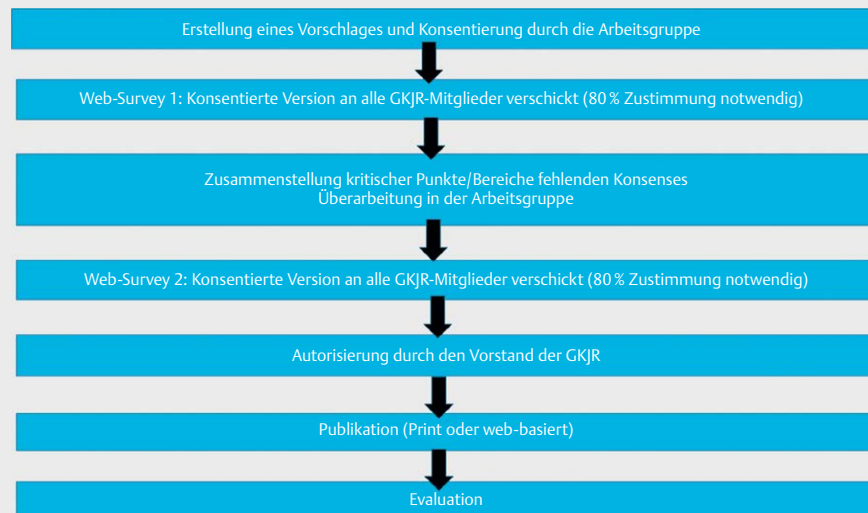 Erstellung eines Vorschlages und Konsentierung durch die Arbeitsgruppe
Web-Survey 1: Konsentierte Version an alle GKJR-Mitglieder verschickt (80 % Zustimmung notwendig)
Zusammenstellung kritischer Punkte/Bereiche fehlenden Konsenses
Überarbeitung in der Arbeitsgruppe
Web-Survey 2: Konsentierte Version an alle GKJR-Mitglieder verschickt (80 % Zustimmung notwendig)
Autorisierung durch den Vorstand der GKJR
Publikation (Print oder web-basiert)
Evaluation